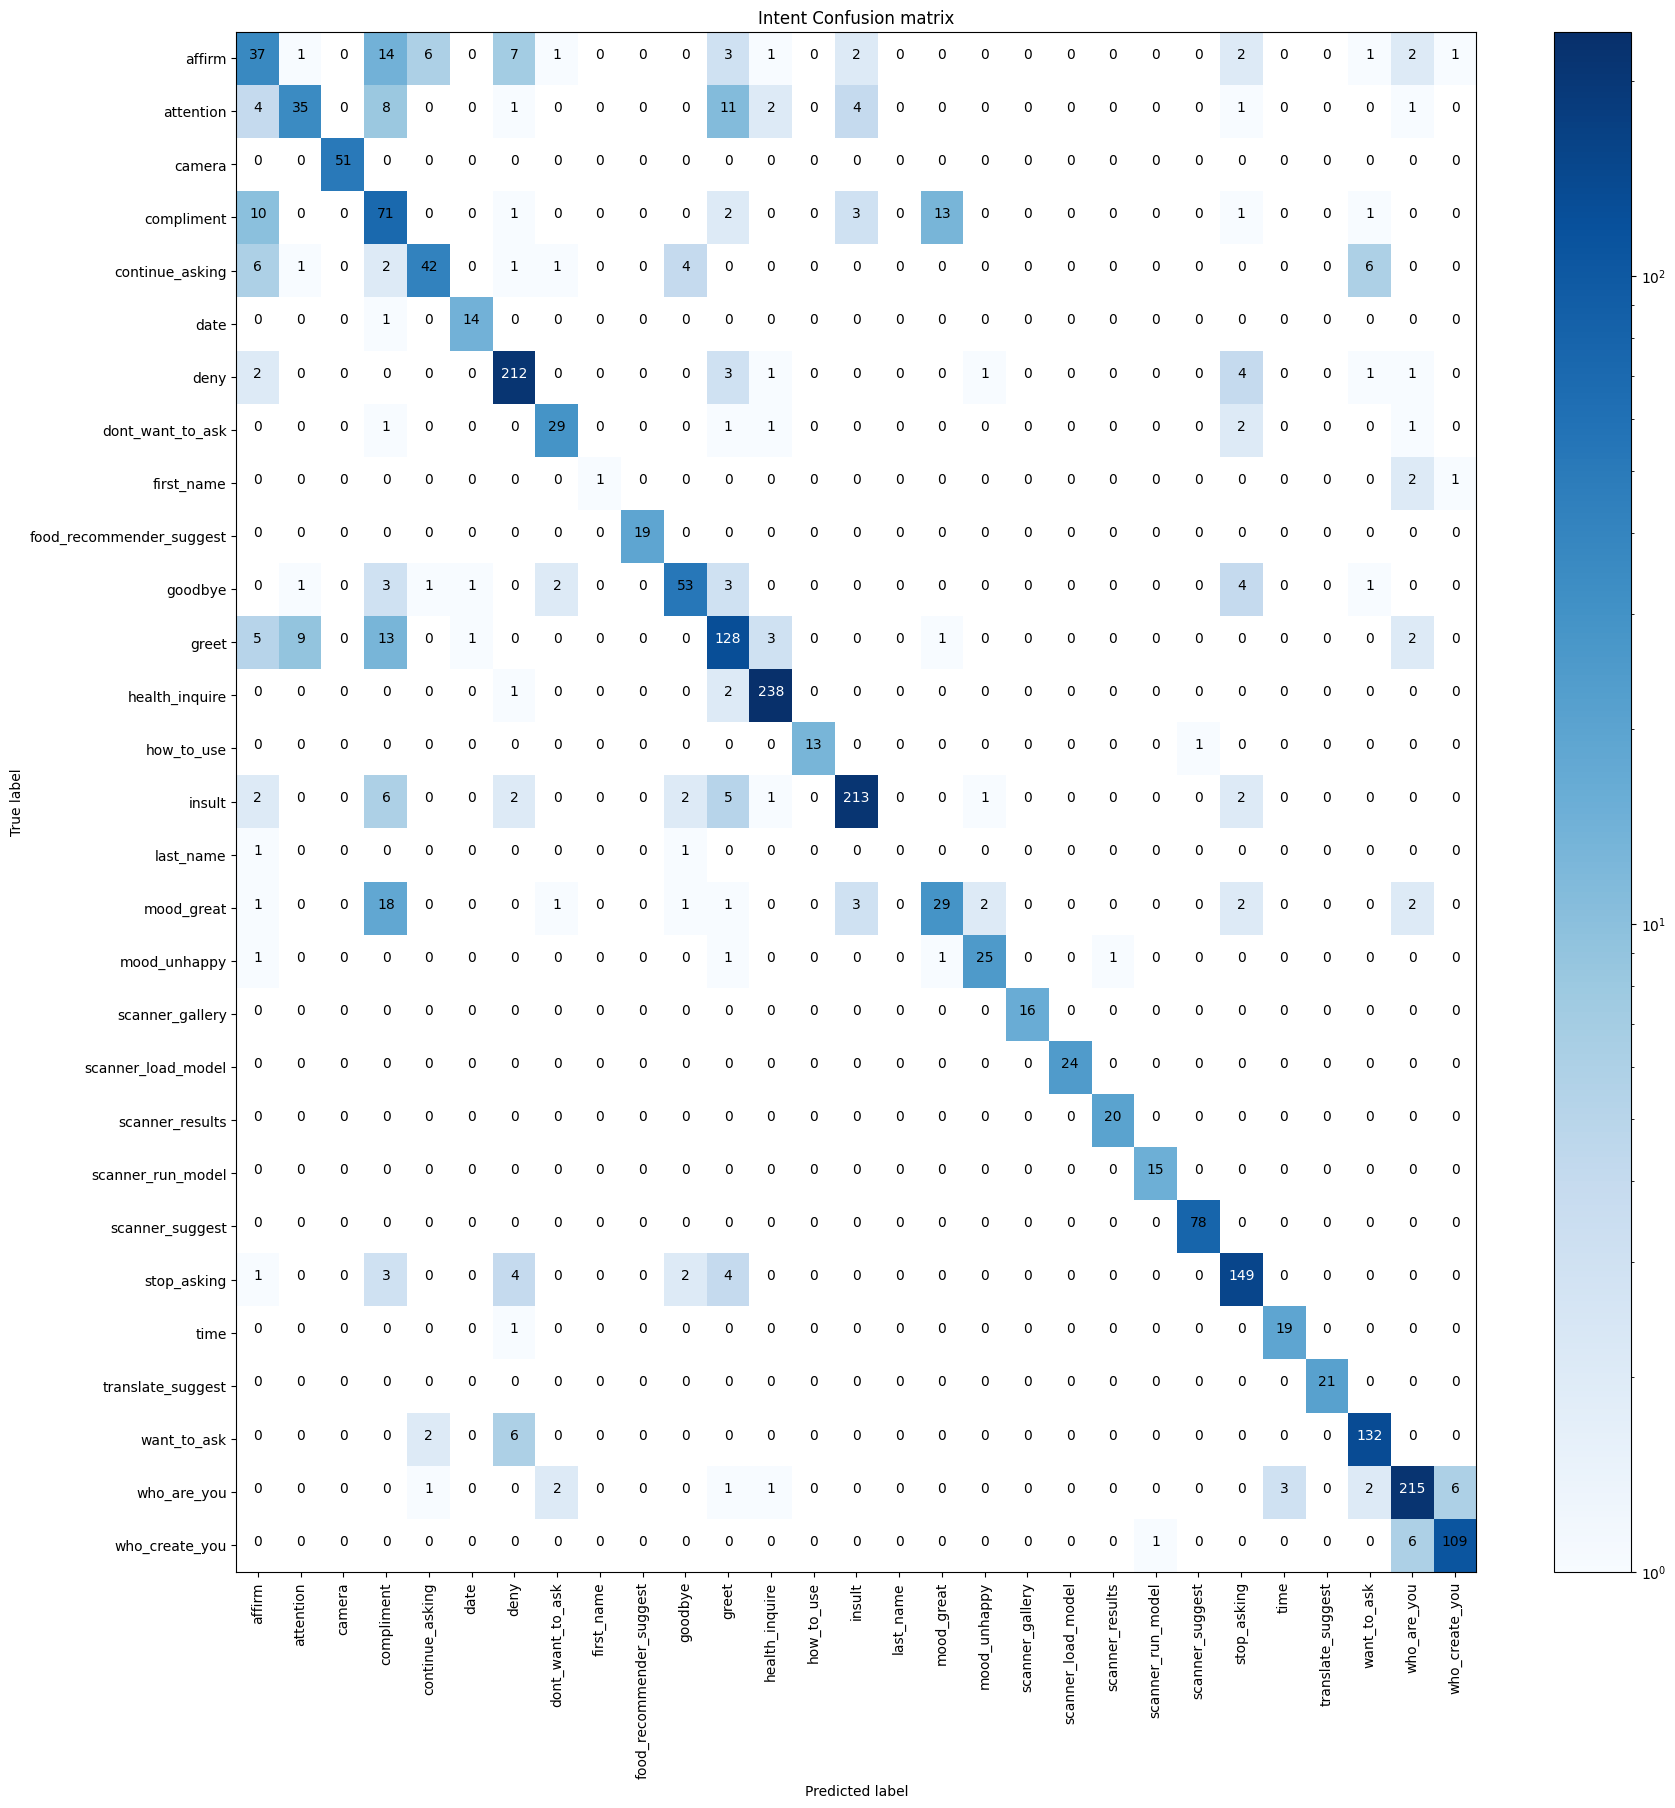 Intent Confusion matrix
affirm 37 1 0 14 6 0 7 1 0 0 0 3 1 0 2 0 0 0 0 0 0 0 0 2 0 0 1 2 1
attention 4 35 0 8 0 0 1 0 0 0 0 11 2 0 4 0 0 0 0 0 0 0 0 1 0 0 0 1 0
camera 0 0 51 0 0 0 0 0 0 0 0 0 0 0 0 0 0 0 0 0 0 0 0 0 0 0 0 0 0
compliment 10 0 0 71 0 0 1 0 0 0 0 2 0 0 3 0 13 0 0 0 0 0 0 1 0 0 1 0 0
continue_asking 6 1 0 2 42 0 1 1 0 0 4 0 0 0 0 0 0 0 0 0 0 0 0 0 0 0 6 0 0
date 0 0 0 1 0 14 0 0 0 0 0 0 0 0 0 0 0 0 0 0 0 0 0 0 0 0 0 0 0
deny 2 0 0 0 0 0 212 0 0 0 0 3 1 0 0 0 0 1 0 0 0 0 0 4 0 0 1 1 0
dont_want_to_ask 0 0 0 1 0 0 0 29 0 0 0 1 1 0 0 0 0 0 0 0 0 0 0 2 0 0 0 1 0
first_name 0 0 0 0 0 0 0 0 1 0 0 0 0 0 0 0 0 0 0 0 0 0 0 0 0 0 0 2 1
food_recommender_suggest 0 0 0 0 0 0 0 0 0 19 0 0 0 0 0 0 0 0 0 0 0 0 0 0 0 0 0 0 0
goodbye 0 1 0 3 1 1 0 2 0 0 53 3 0 0 0 0 0 0 0 0 0 0 0 4 0 0 1 0 0
greet 5 9 0 13 0 1 0 0 0 0 0 128 3 0 0 0 1 0 0 0 0 0 0 0 0 0 0 2 0
health_inquire 0 0 0 0 0 0 1 0 0 0 0 2 238 0 0 0 0 0 0 0 0 0 0 0 0 0 0 0 0
how_to_use 0 0 0 0 0 0 0 0 0 0 0 0 0 13 0 0 0 0 0 0 0 0 1 0 0 0 0 0 0
insult 2 0 0 6 0 0 2 0 0 0 2 5 1 0 213 0 0 1 0 0 0 0 0 2 0 0 0 0 0
last_name 1 0 0 0 0 0 0 0 0 0 1 0 0 0 0 0 0 0 0 0 0 0 0 0 0 0 0 0 0
mood_great 1 0 0 18 0 0 0 1 0 0 1 1 0 0 3 0 29 2 0 0 0 0 0 2 0 0 0 2 0
mood_unhappy 1 0 0 0 0 0 0 0 0 0 0 1 0 0 0 0 1 25 0 0 1 0 0 0 0 0 0 0 0
scanner_gallery 0 0 0 0 0 0 0 0 0 0 0 0 0 0 0 0 0 0 16 0 0 0 0 0 0 0 0 0 0
scanner_load_model 0 0 0 0 0 0 0 0 0 0 0 0 0 0 0 0 0 0 0 24 0 0 0 0 0 0 0 0 0
scanner_results 0 0 0 0 0 0 0 0 0 0 0 0 0 0 0 0 0 0 0 0 20 0 0 0 0 0 0 0 0
scanner_run_model 0 0 0 0 0 0 0 0 0 0 0 0 0 0 0 0 0 0 0 0 0 15 0 0 0 0 0 0 0
scanner_suggest 0 0 0 0 0 0 0 0 0 0 0 0 0 0 0 0 0 0 0 0 0 0 78 0 0 0 0 0 0
stop_asking 1 0 0 3 0 0 4 0 0 0 2 4 0 0 0 0 0 0 0 0 0 0 0 149 0 0 0 0 0
time 0 0 0 0 0 0 1 0 0 0 0 0 0 0 0 0 0 0 0 0 0 0 0 0 19 0 0 0 0
translate_suggest 0 0 0 0 0 0 0 0 0 0 0 0 0 0 0 0 0 0 0 0 0 0 0 0 0 21 0 0 0
want_to_ask 0 0 0 0 2 0 6 0 0 0 0 0 0 0 0 0 0 0 0 0 0 0 0 0 0 0 132 0 0
who_are_you 0 0 0 0 1 0 0 2 0 0 0 1 1 0 0 0 0 0 0 0 0 0 0 0 3 0 2 215 6
who_create_you 0 0 0 0 0 0 0 0 0 0 0 0 0 0 0 0 0 0 0 0 0 1 0 0 0 0 0 6 109
True label
affirm
attention
camera
compliment
continue_asking
date
deny
dont_want_to_ask
first_name
food_recommender_suggest
goodbye
greet
health_inquire
how_to_use
insult
last_name
mood_great
mood_unhappy
scanner_gallery
scanner_load_model
scanner_results
scanner_run_model
scanner_suggest
stop_asking
time
translate_suggest
want_to_ask
who_are_you
who_create_you
Predicted label
10²
10¹
10⁰